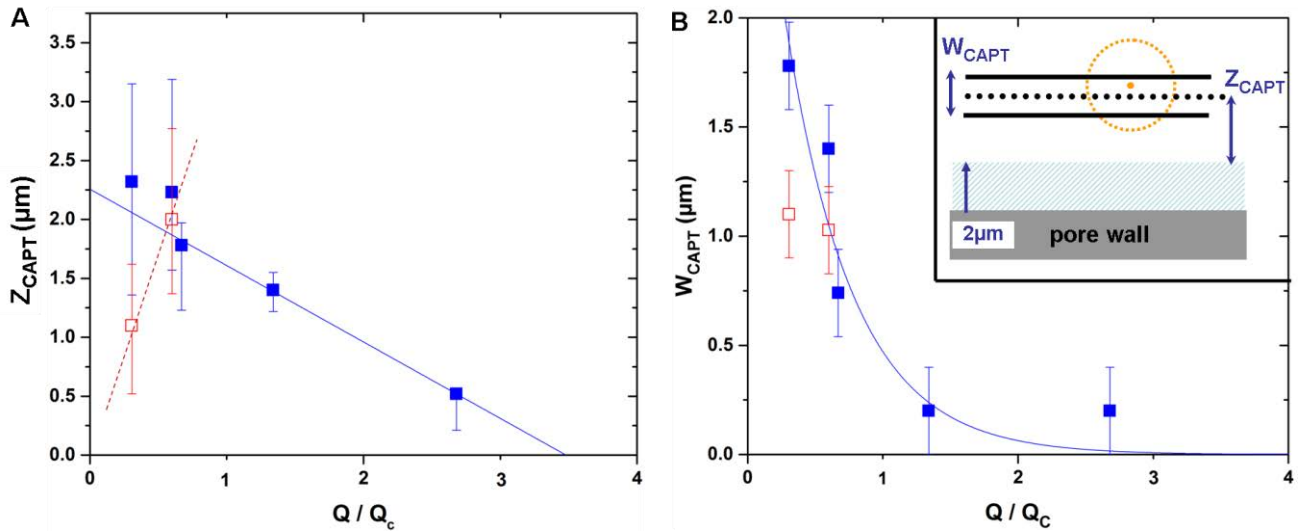 A
Z_CAPT (µm)
3.5
3.0
2.5
2.0
1.5
1.0
0.5
0.0
0 1 2 3 4
Q / Q_c
B
W_CAPT (µm)
2.0
1.5
1.0
0.5
0.0
0 1 2 3 4
Q / Q_C
W_CAPT
Z_CAPT
2µm
pore wall